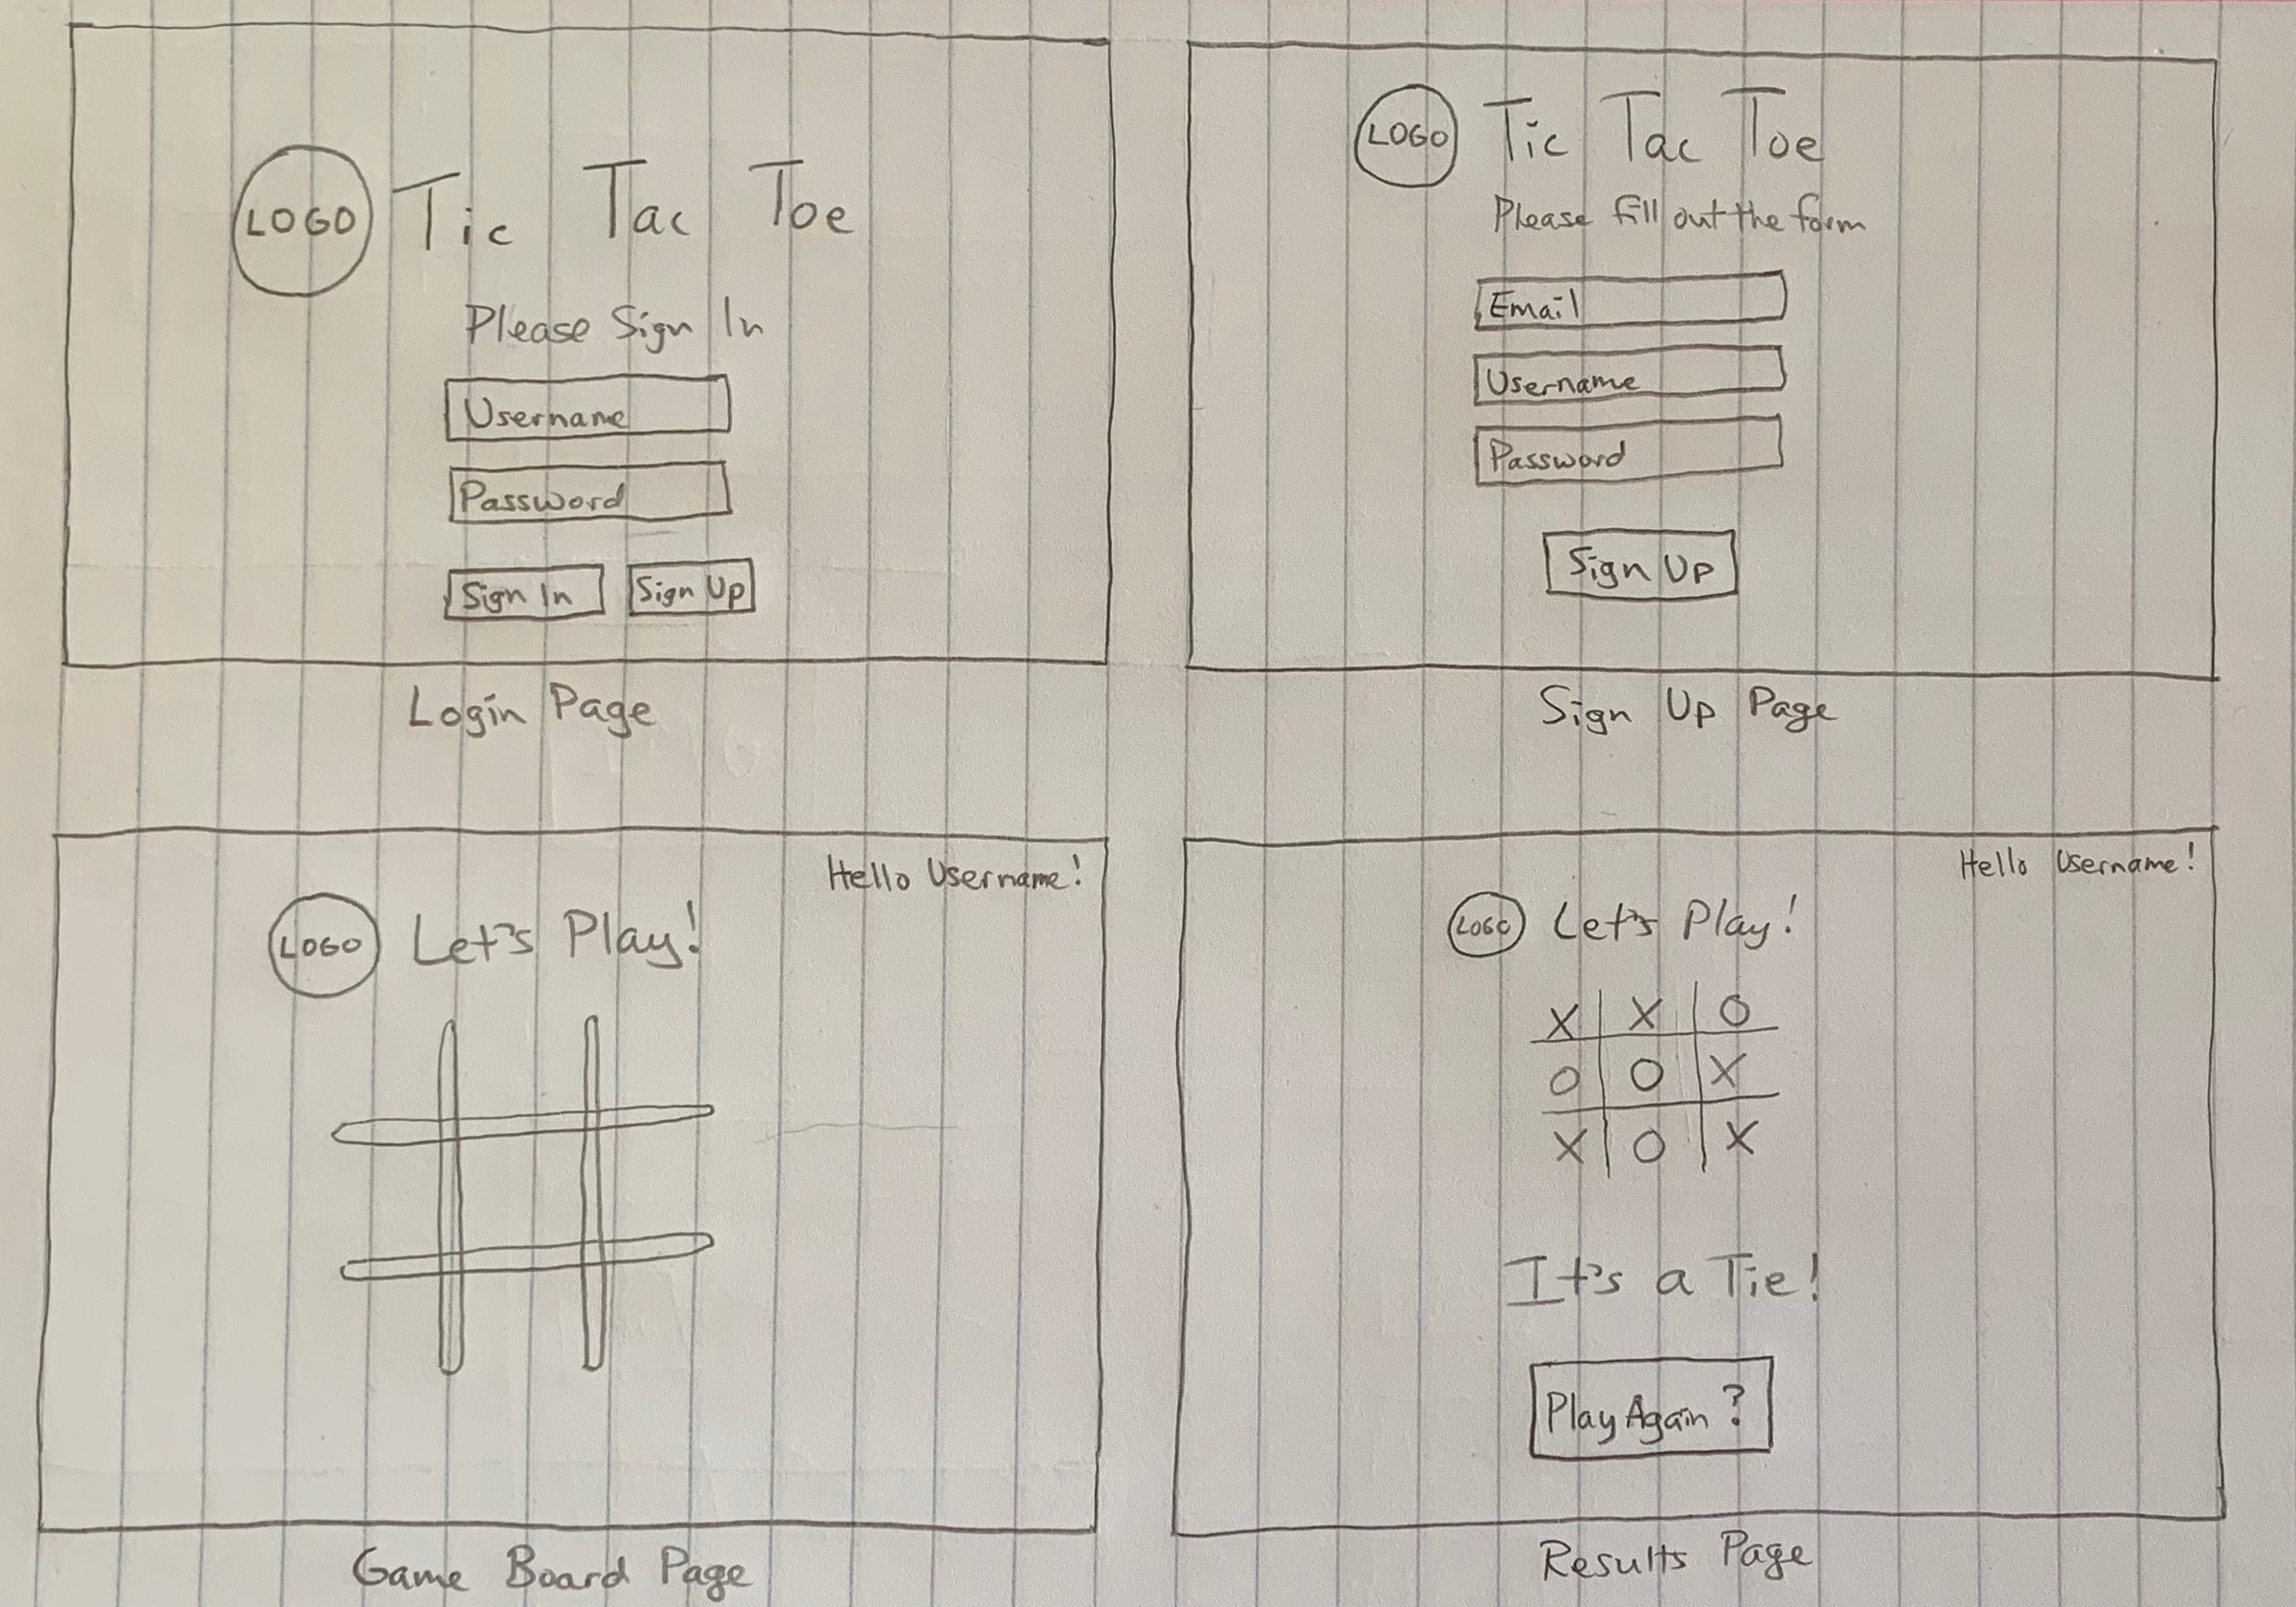 LOGO Tic Tac Toe
Please Sign In
Username
Password
Sign In Sign Up
Login Page
LOGO Tic Tac Toe
Please fill out the form
Email
Username
Password
Sign Up
Sign Up Page
Hello Username!
LOGO Let's Play!
Game Board Page
Hello Username!
LOGO Let's Play!
X X O
O O X
X O X
It's a Tie!
Play Again?
Results Page